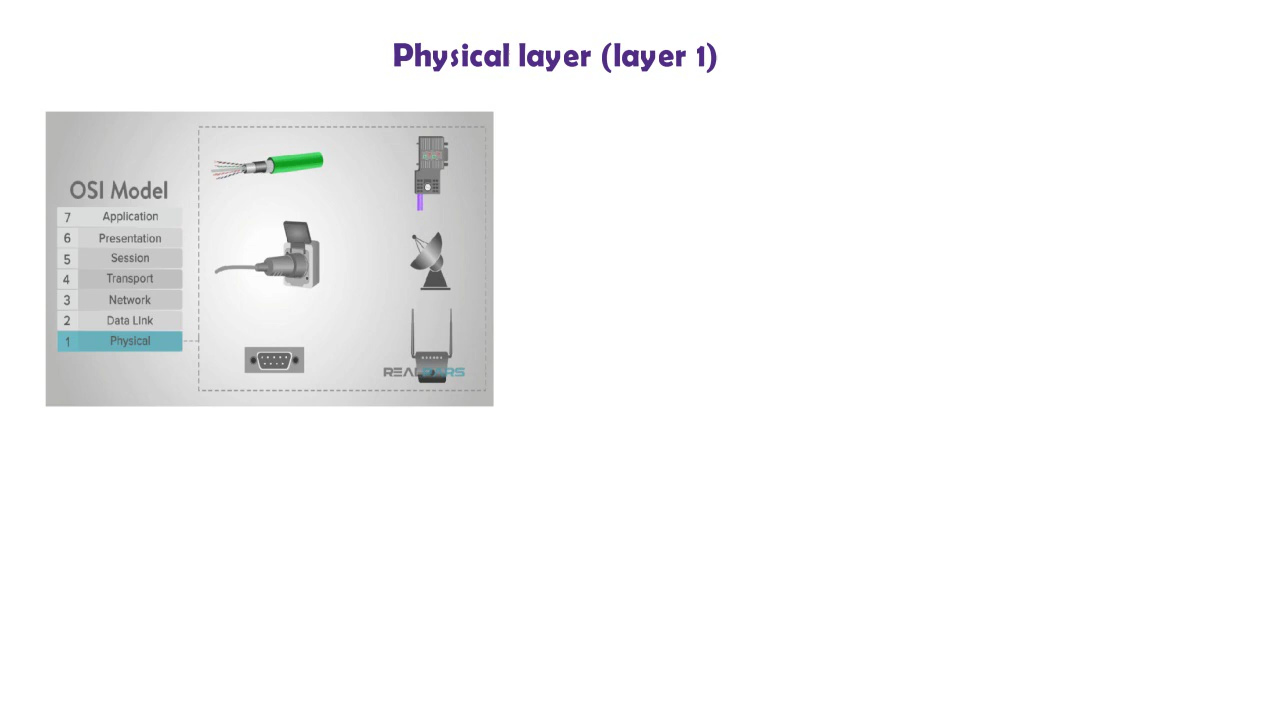 Physical layer (layer 1)
OSI Model
7 Application
6 Presentation
5 Session
4 Transport
3 Network
2 Data Link
1 Physical
REALPARS